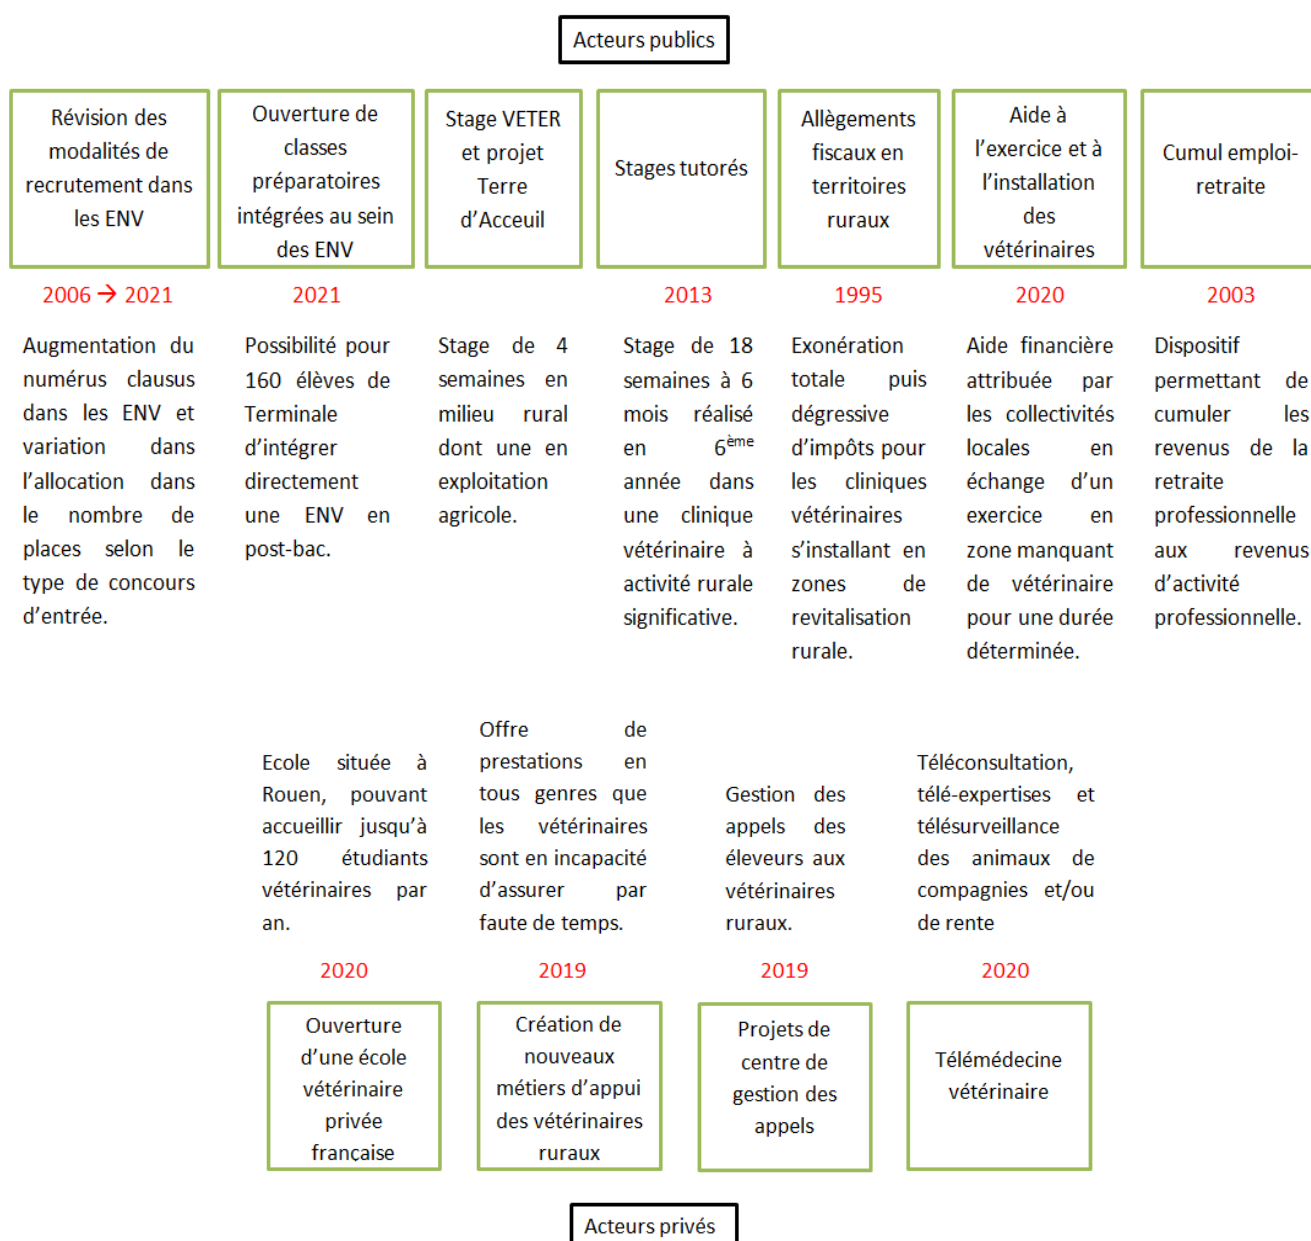 Acteurs publics
Révision des
modalités de
recrutement dans
les ENV
Ouverture de
classes
préparatoires
intégrées au sein
des ENV
Stage VETER
et projet
Terre
d’Acceuil
Stages tutorés
Allègements
fiscaux en
territoires
ruraux
Aide à
l’exercice et à
l’installation
des
vétérinaires
Cumul emploi-
retraite
2006 → 2021
2021
2013
1995
2020
2003
Augmentation du
numérus clausus
dans les ENV et
variation dans
l’allocation dans
le nombre de
places selon le
type de concours
d’entrée.
Possibilité pour
160 élèves de
Terminale
d’intégrer
directement
une ENV en
post-bac.
Stage de 4
semaines en
milieu rural
dont une en
exploitation
agricole.
Stage de 18
semaines à 6
mois réalisé
en 6ème
année dans
une clinique
vétérinaire à
activité rurale
significative.
Exonération
totale puis
dégressive
d’impôts pour
les cliniques
vétérinaires
s’installant en
zones de
revitalisation
rurale.
Aide financière
attribuée par
les collectivités
locales en
échange d’un
exercice en
zone manquant
de vétérinaire
pour une durée
déterminée.
Dispositif
permettant de
cumuler les
revenus de la
retraite
professionnelle
aux revenus
d’activité
professionnelle.
Ecole située à
Rouen, pouvant
accueillir jusqu’à
120 étudiants
vétérinaires par
an.
Offre de
prestations en
tous genres que
les vétérinaires
sont en incapacité
d’assurer par
faute de temps.
Gestion des
appels des
éleveurs aux
vétérinaires
ruraux.
Téléconsultation,
télé-expertises et
télésurveillance
des animaux de
compagnies et/ou
de rente
2020
2019
2019
2020
Ouverture
d’une école
vétérinaire
privée
française
Création de
nouveaux
métiers d’appui
des vétérinaires
ruraux
Projets de
centre de
gestion des
appels
Télémédecine
vétérinaire
Acteurs privés